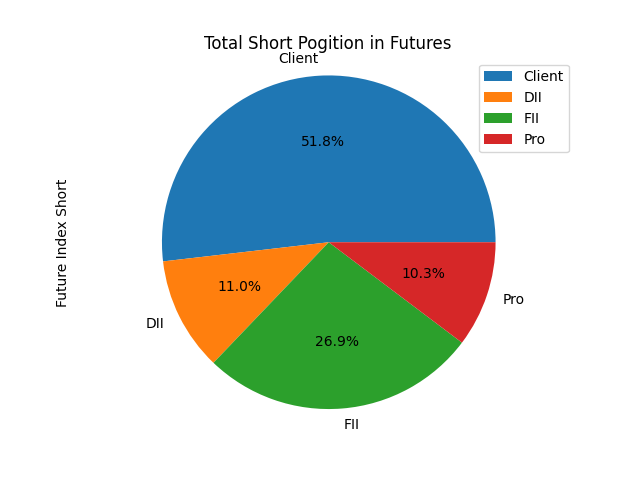 Total Short Pogition in Futures
Client
51.8%
Client
DII
FII
Pro
Future Index Short
11.0%
10.3%
DII
Pro
26.9%
FII